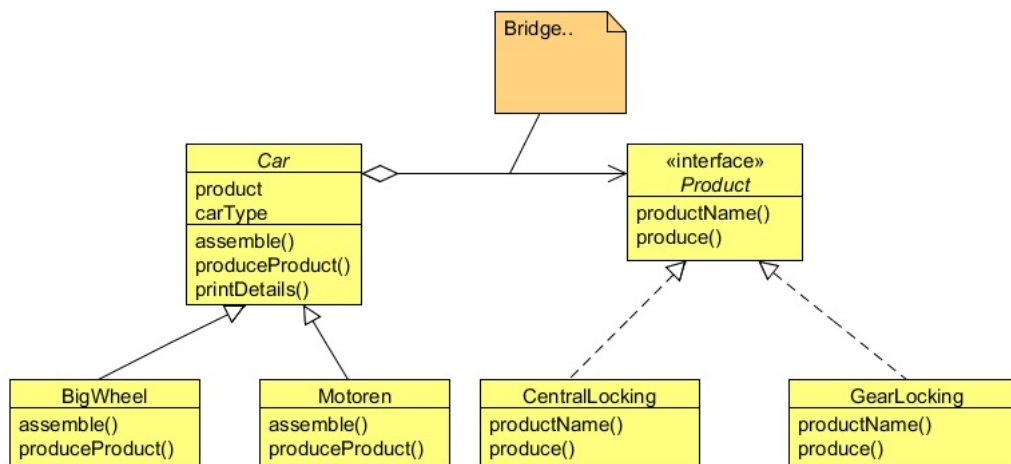 Bridge..
Car
product
carType
assemble()
produceProduct()
printDetails()
«interface»
Product
productName()
produce()
BigWheel
assemble()
produceProduct()
Motoren
assemble()
produceProduct()
CentralLocking
productName()
produce()
GearLocking
productName()
produce()